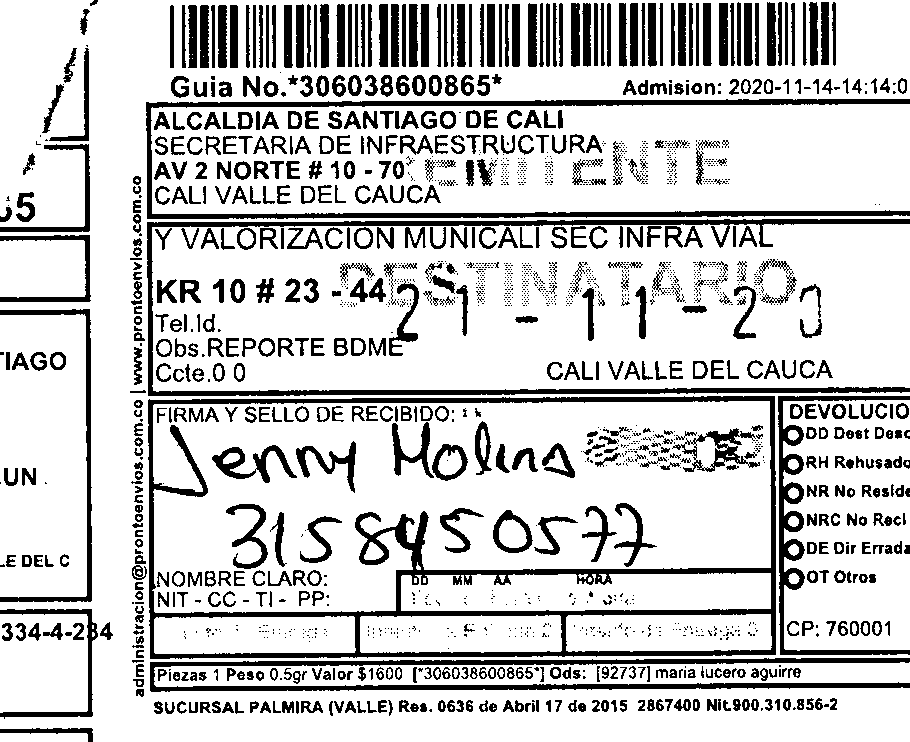 Guia No.*306038600865*
Admision: 2020-11-14-14:14:0
ALCALDIA DE SANTIAGO DE CALI
SECRETARIA DE INFRAESTRUCTURA
AV 2 NORTE # 10 - 70
REMITENTE
CALI VALLE DEL CAUCA
Y VALORIZACION MUNICALI SEC INFRA VIAL
DESTINATARIO
KR 10 # 23 - 44
21 - 11 - 20
Tel.Id.
Obs.REPORTE BDME
Ccte.0 0
CALI VALLE DEL CAUCA
www.prontoenvios.com.co
administracion@prontoenvios.com.co
FIRMA Y SELLO DE RECIBIDO:
Jenny Molina
3158450577
NOMBRE CLARO:
NIT - CC - TI - PP:
DD MM AA HORA
DEVOLUCIO
DD Dest Desc
RH Rehusado
NR No Reside
NRC No Recl
DE Dir Errada
OT Otros
CP: 760001
Piezas 1 Peso 0.5gr Valor $1600 [*306038600865*] Ods: [92737] maria lucero aguirre
SUCURSAL PALMIRA (VALLE) Res. 0636 de Abril 17 de 2015 2867400 Nit.900.310.856-2
TIAGO
UN
LE DEL C
334-4-234